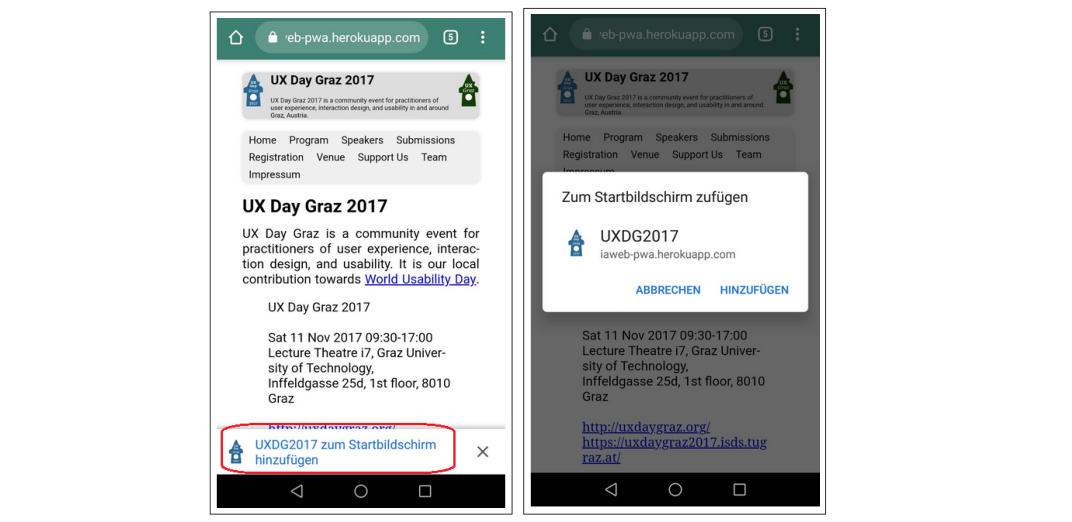 eb-pwa.herokuapp.com
5
UX Day Graz 2017
UX Day Graz 2017 is a community event for practitioners of
user experience, interaction design, and usability in and around
Graz, Austria.
Home Program Speakers Submissions
Registration Venue Support Us Team
Impressum
UX Day Graz 2017
UX Day Graz is a community event for
practitioners of user experience, interac-
tion design, and usability. It is our local
contribution towards World Usability Day.
UX Day Graz 2017
Sat 11 Nov 2017 09:30-17:00
Lecture Theatre i7, Graz Univer-
sity of Technology,
Inffeldgasse 25d, 1st floor, 8010
Graz
http://uxdaygraz.org/
UXDG2017 zum Startbildschirm
hinzufügen
eb-pwa.herokuapp.com
5
UX Day Graz 2017
UX Day Graz 2017 is a community event for practitioners of
user experience, interaction design, and usability in and around
Graz, Austria.
Home Program Speakers Submissions
Registration Venue Support Us Team
Impressum
Zum Startbildschirm zufügen
UXDG2017
iaweb-pwa.herokuapp.com
ABBRECHEN HINZUFÜGEN
Sat 11 Nov 2017 09:30-17:00
Lecture Theatre i7, Graz Univer-
sity of Technology,
Inffeldgasse 25d, 1st floor, 8010
Graz
http://uxdaygraz.org/
https://uxdaygraz2017.isds.tug
raz.at/